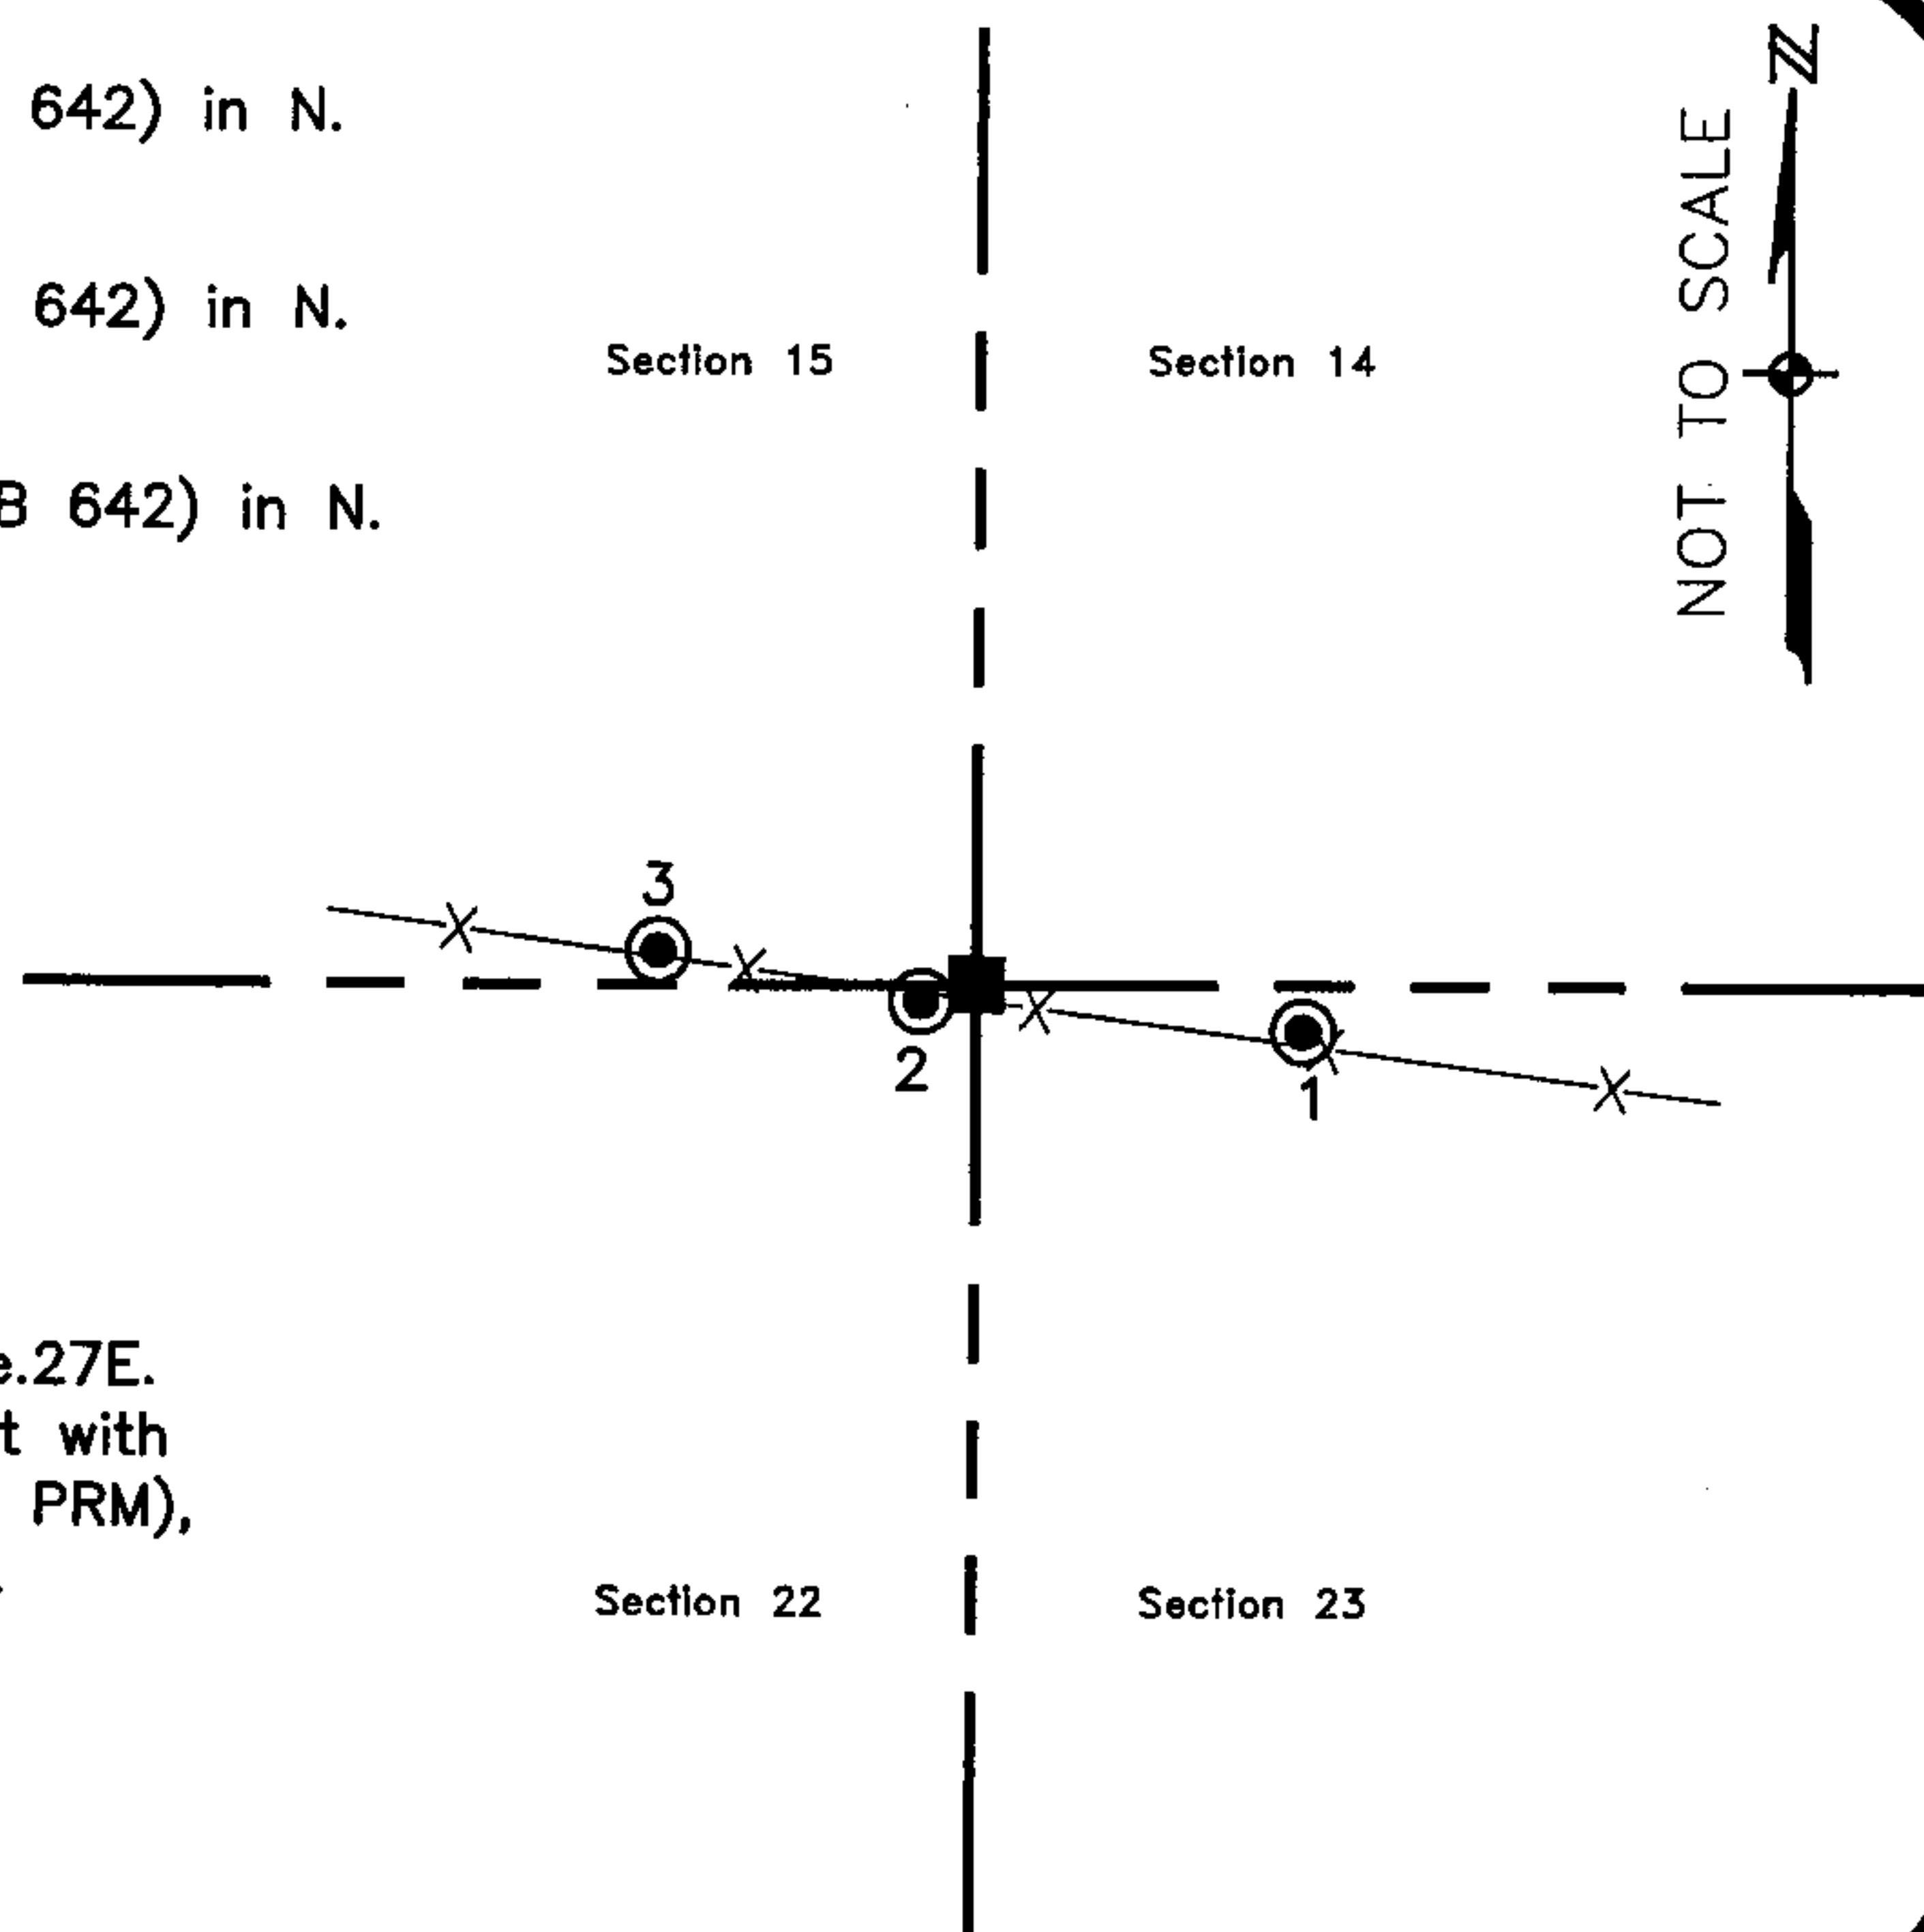 642) in N.
642) in N.
642) in N.
Section 15
Section 14
N
NOT TO SCALE
3
2
1
.27E.
with
PRM),
Section 22
Section 23